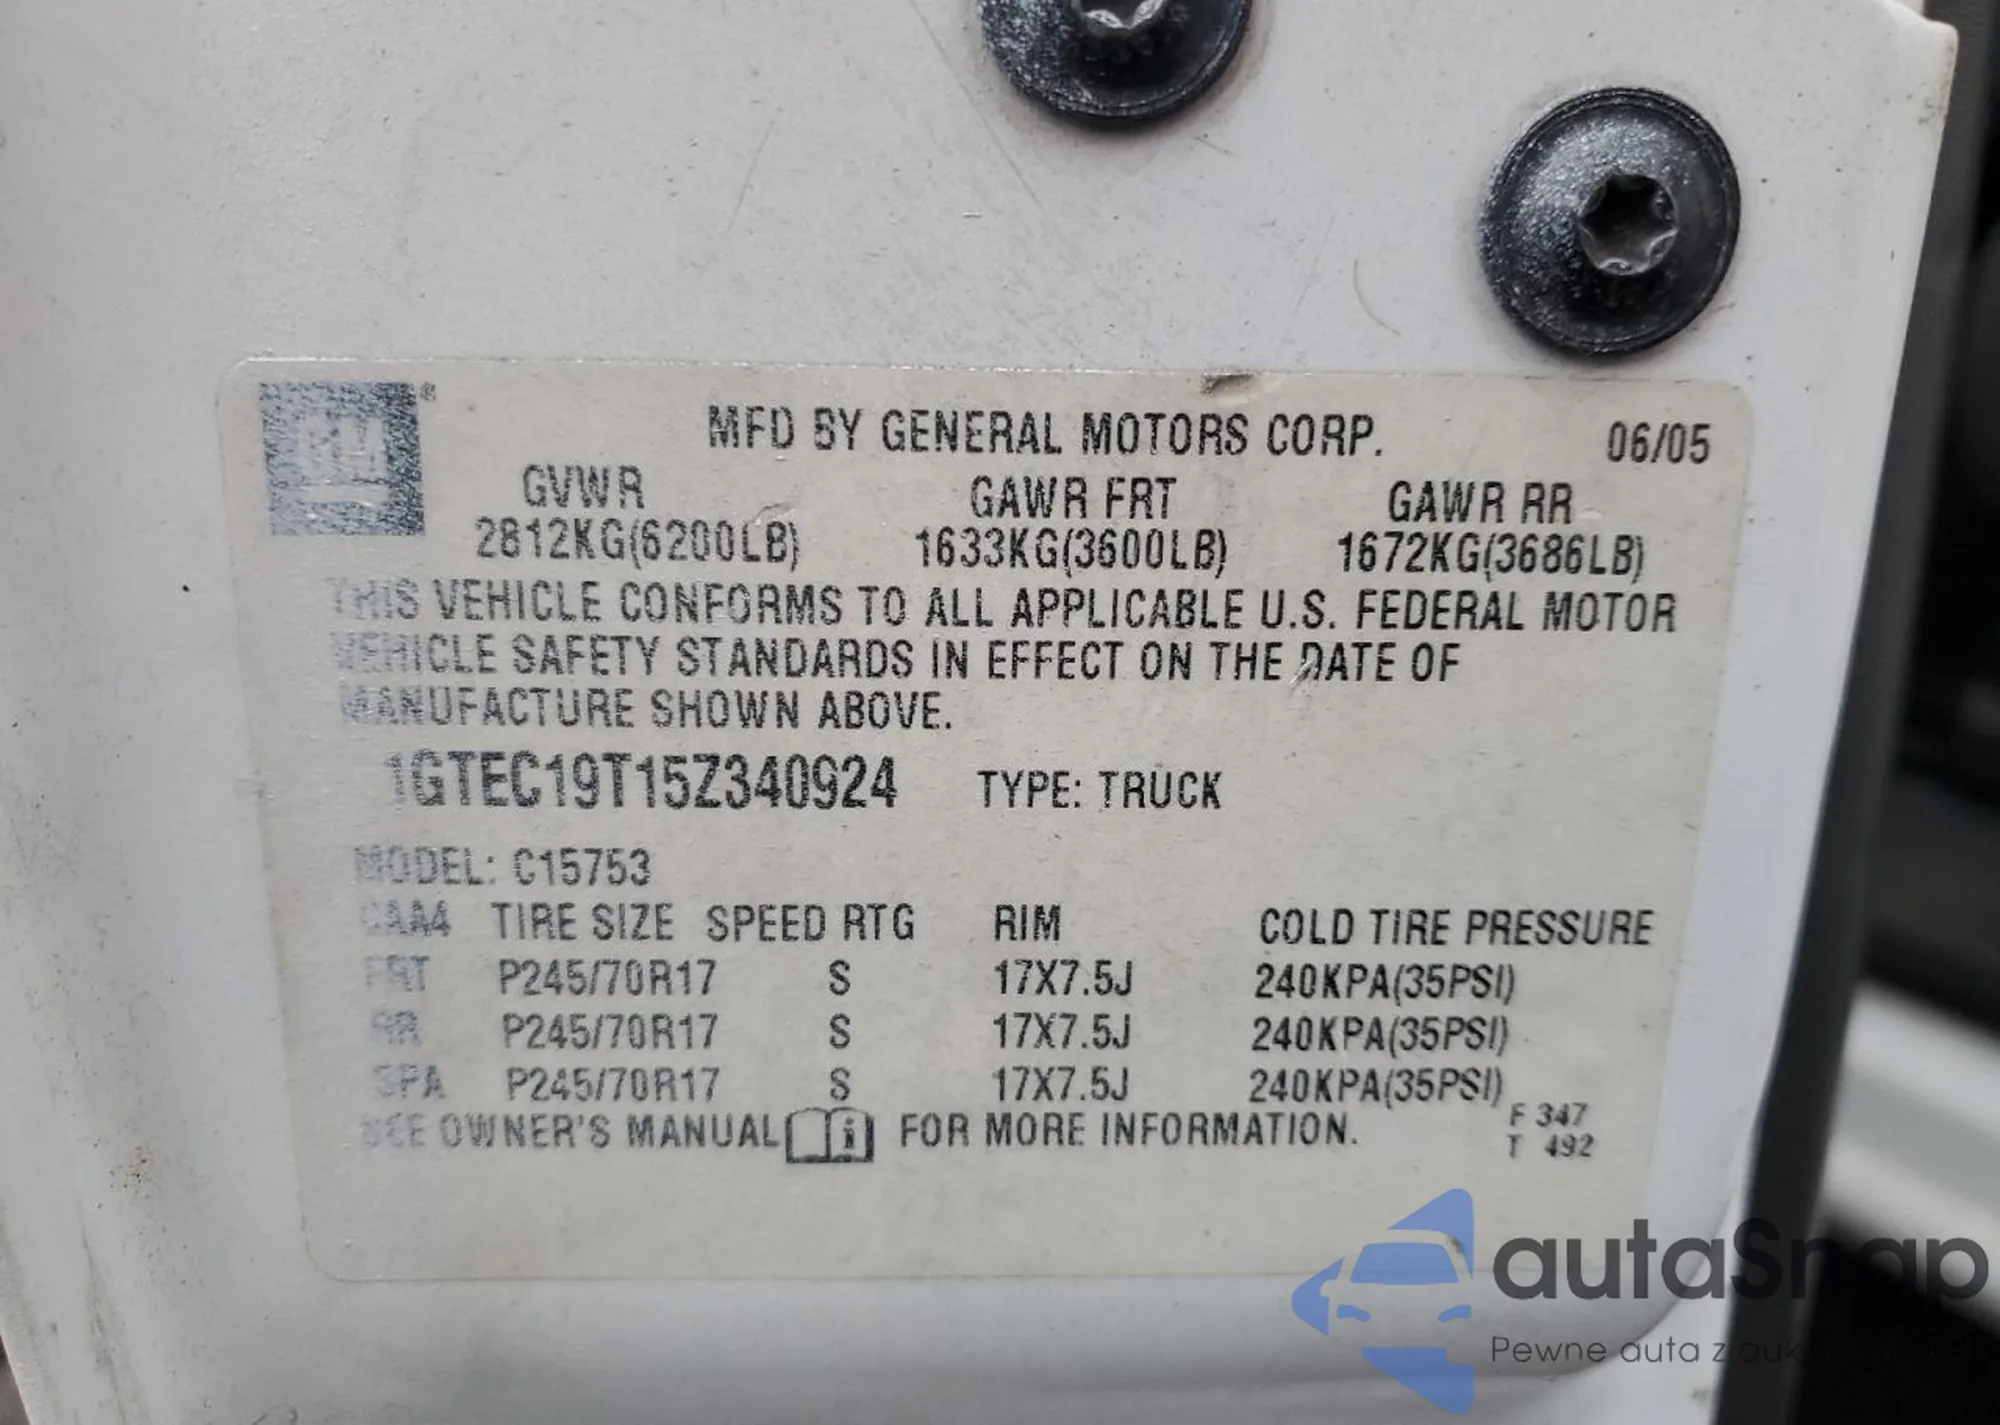 GM®
MFD BY GENERAL MOTORS CORP. 06/05
GVWR GAWR FRT GAWR RR
2812KG(6200LB) 1633KG(3600LB) 1672KG(3686LB)
THIS VEHICLE CONFORMS TO ALL APPLICABLE U.S. FEDERAL MOTOR
VEHICLE SAFETY STANDARDS IN EFFECT ON THE DATE OF
MANUFACTURE SHOWN ABOVE.
1GTEC19T15Z340924 TYPE: TRUCK
MODEL: C15753
CAA4 TIRE SIZE SPEED RTG RIM COLD TIRE PRESSURE
FRT P245/70R17 S 17X7.5J 240KPA(35PSI)
RR P245/70R17 S 17X7.5J 240KPA(35PSI)
SPA P245/70R17 S 17X7.5J 240KPA(35PSI)
SEE OWNER'S MANUAL i FOR MORE INFORMATION.
F 347
T 492
autaSnap
Pewne auta z